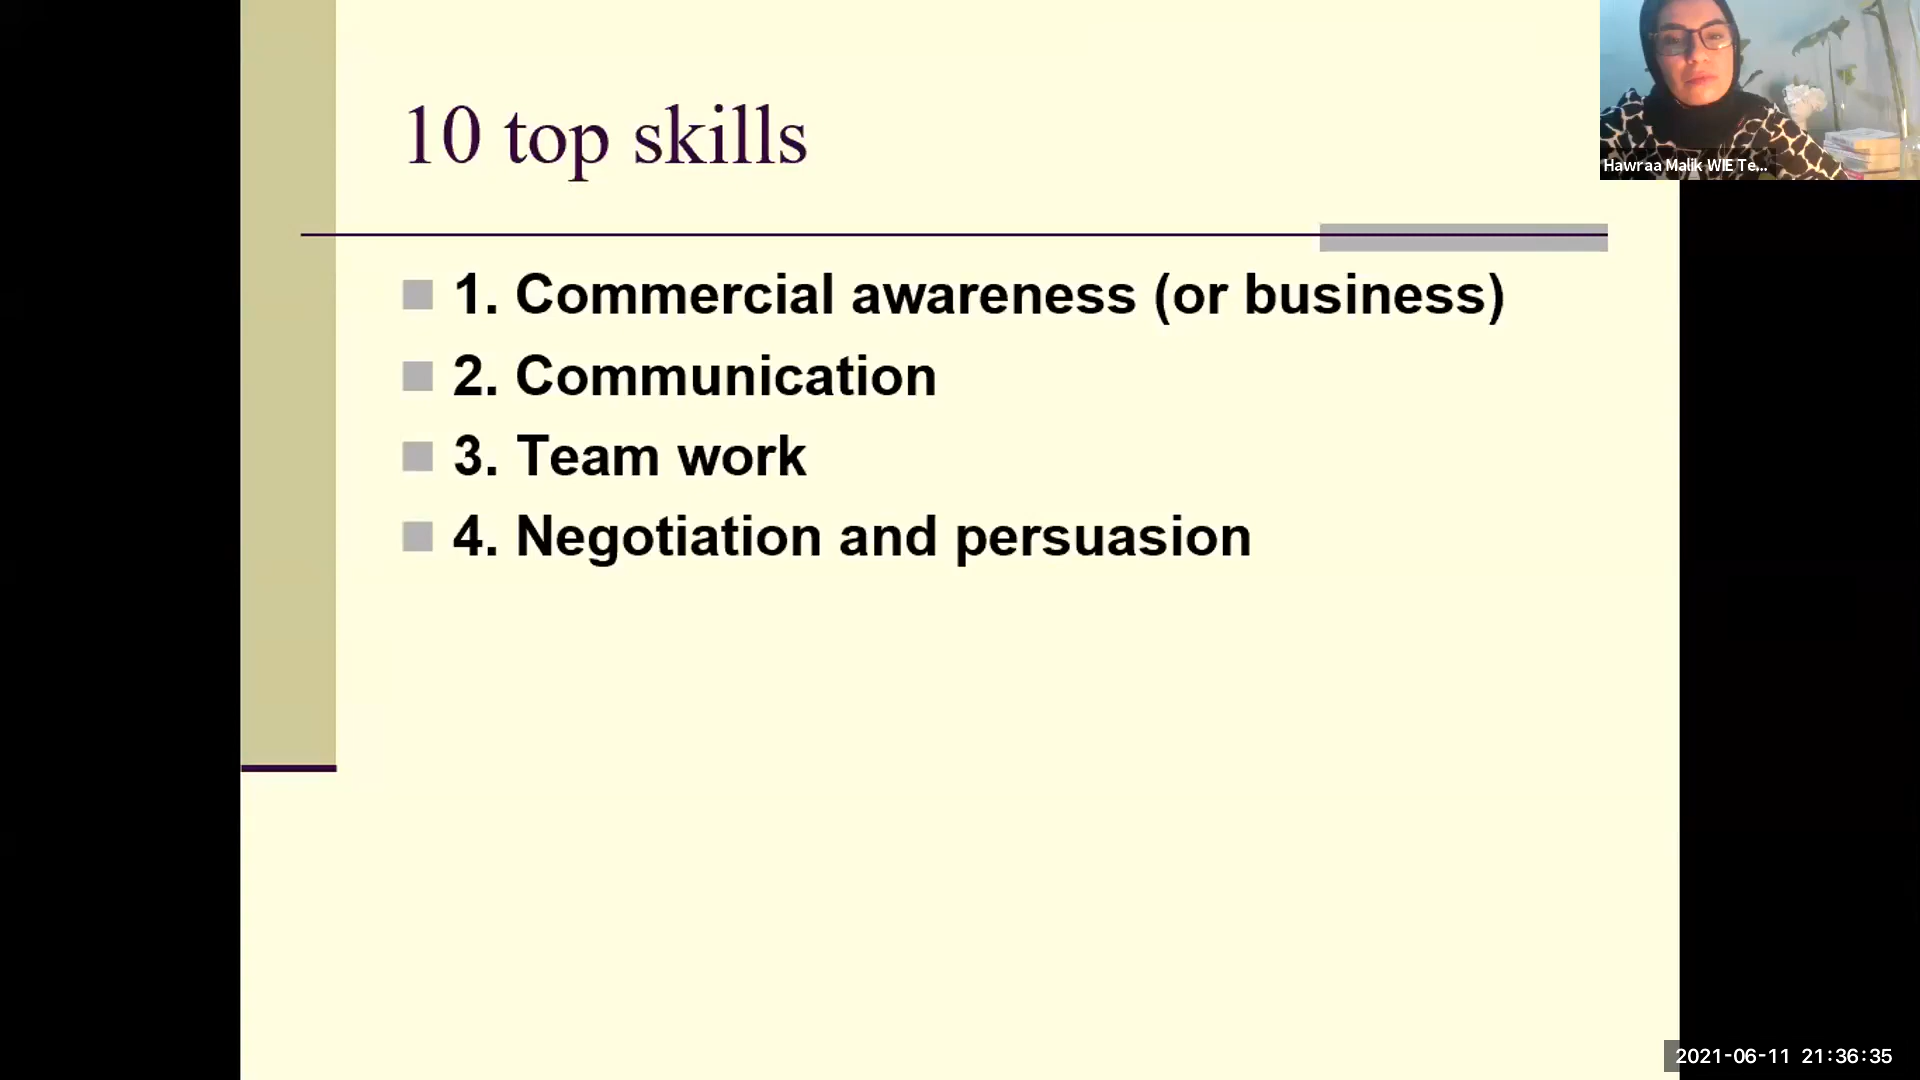 10 top skills
1. Commercial awareness (or business)
2. Communication
3. Team work
4. Negotiation and persuasion
Hawraa Malik WIE Te...
2021-06-11 21:36:35